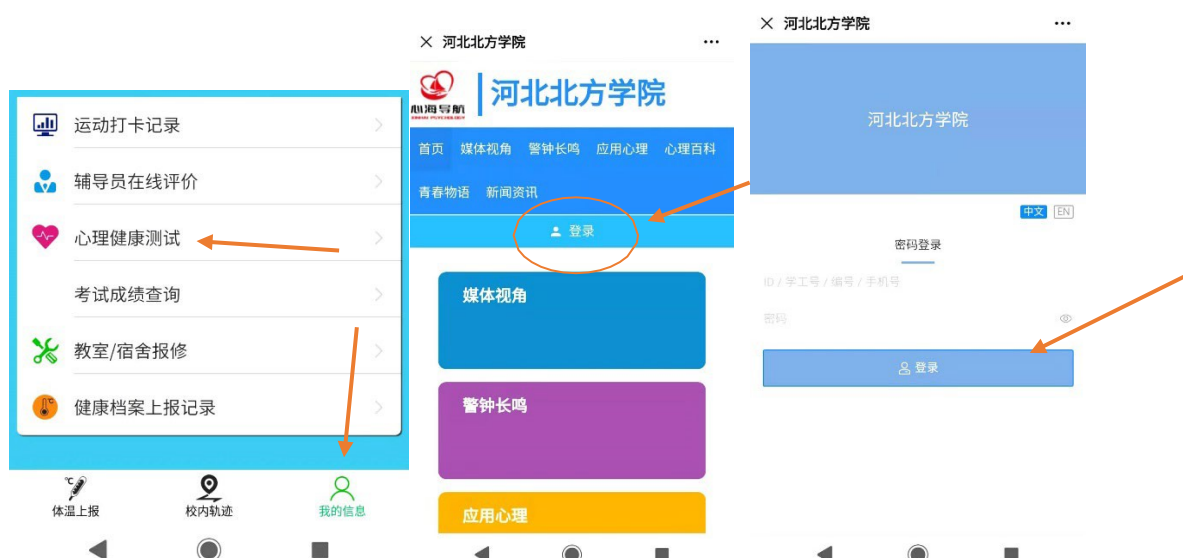 运动打卡记录
辅导员在线评价
心理健康测试
考试成绩查询
教室/宿舍报修
健康档案上报记录
℃
体温上报
校内轨迹
我的信息
河北北方学院
心海导航
河北北方学院
首页 媒体视角 警钟长鸣 应用心理 心理百科
青春物语 新闻资讯
登录
媒体视角
警钟长鸣
应用心理
河北北方学院
河北北方学院
中文 EN
密码登录
ID / 学工号 / 编号 / 手机号
密码
登录